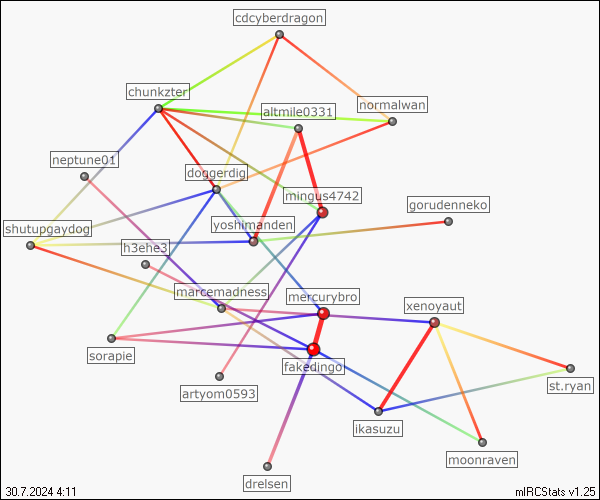 cdcyberdragon
chunkzter
altmile0331
normalwan
neptune01
doggerdig
mingus4742
gorudenneko
shutupgaydog
yoshimanden
h3ehe3
marcemadness
mercurybro
xenoyaut
sorapie
fakedingo
artyom0593
st.ryan
ikasuzu
moonraven
drelsen
30.7.2024 4:11
mIRCStats v1.25